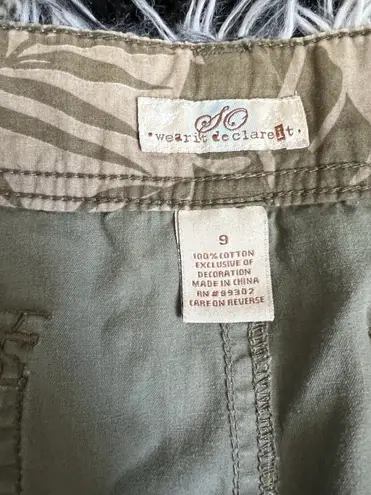 SO
•wear it declare it•
9
100% COTTON
EXCLUSIVE OF
DECORATION
MADE IN CHINA
RN # 89302
CARE ON REVERSE